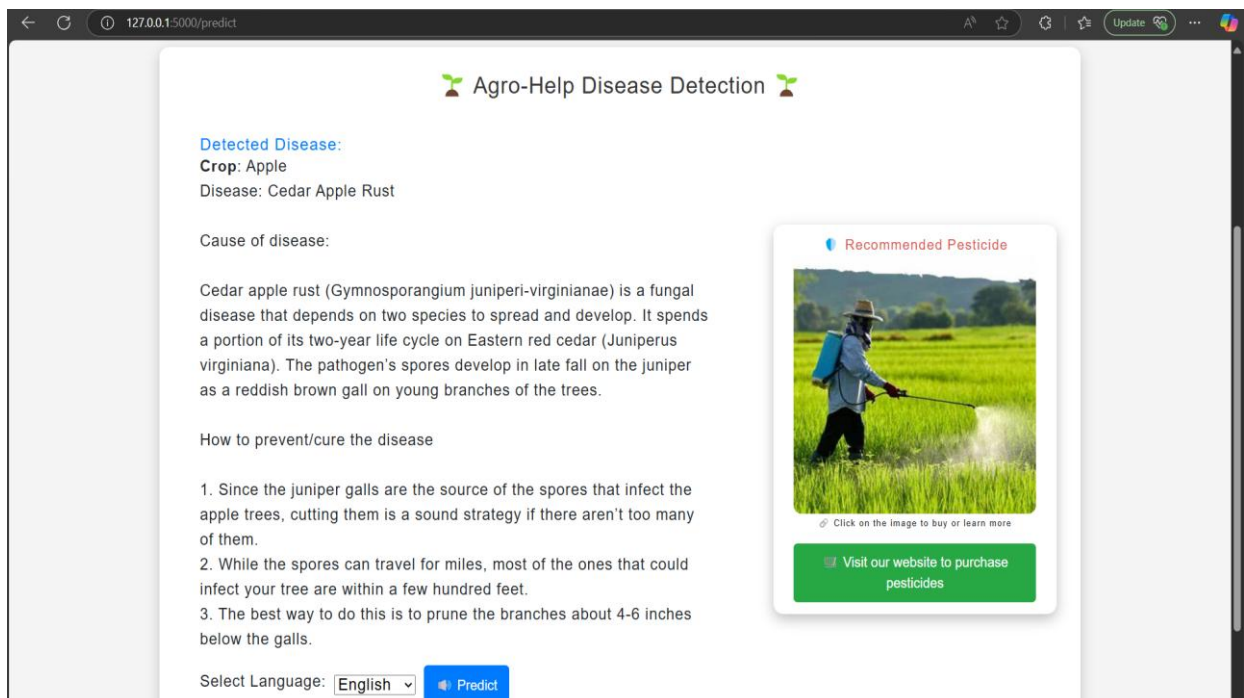 127.0.0.1:5000/predict
Update
Agro-Help Disease Detection
Detected Disease:
Crop: Apple
Disease: Cedar Apple Rust
Cause of disease:
Cedar apple rust (Gymnosporangium juniperi-virginianae) is a fungal
disease that depends on two species to spread and develop. It spends
a portion of its two-year life cycle on Eastern red cedar (Juniperus
virginiana). The pathogen’s spores develop in late fall on the juniper
as a reddish brown gall on young branches of the trees.
How to prevent/cure the disease
1. Since the juniper galls are the source of the spores that infect the
apple trees, cutting them is a sound strategy if there aren’t too many
of them.
2. While the spores can travel for miles, most of the ones that could
infect your tree are within a few hundred feet.
3. The best way to do this is to prune the branches about 4-6 inches
below the galls.
Select Language: English
Predict
Recommended Pesticide
Click on the image to buy or learn more
Visit our website to purchase
pesticides